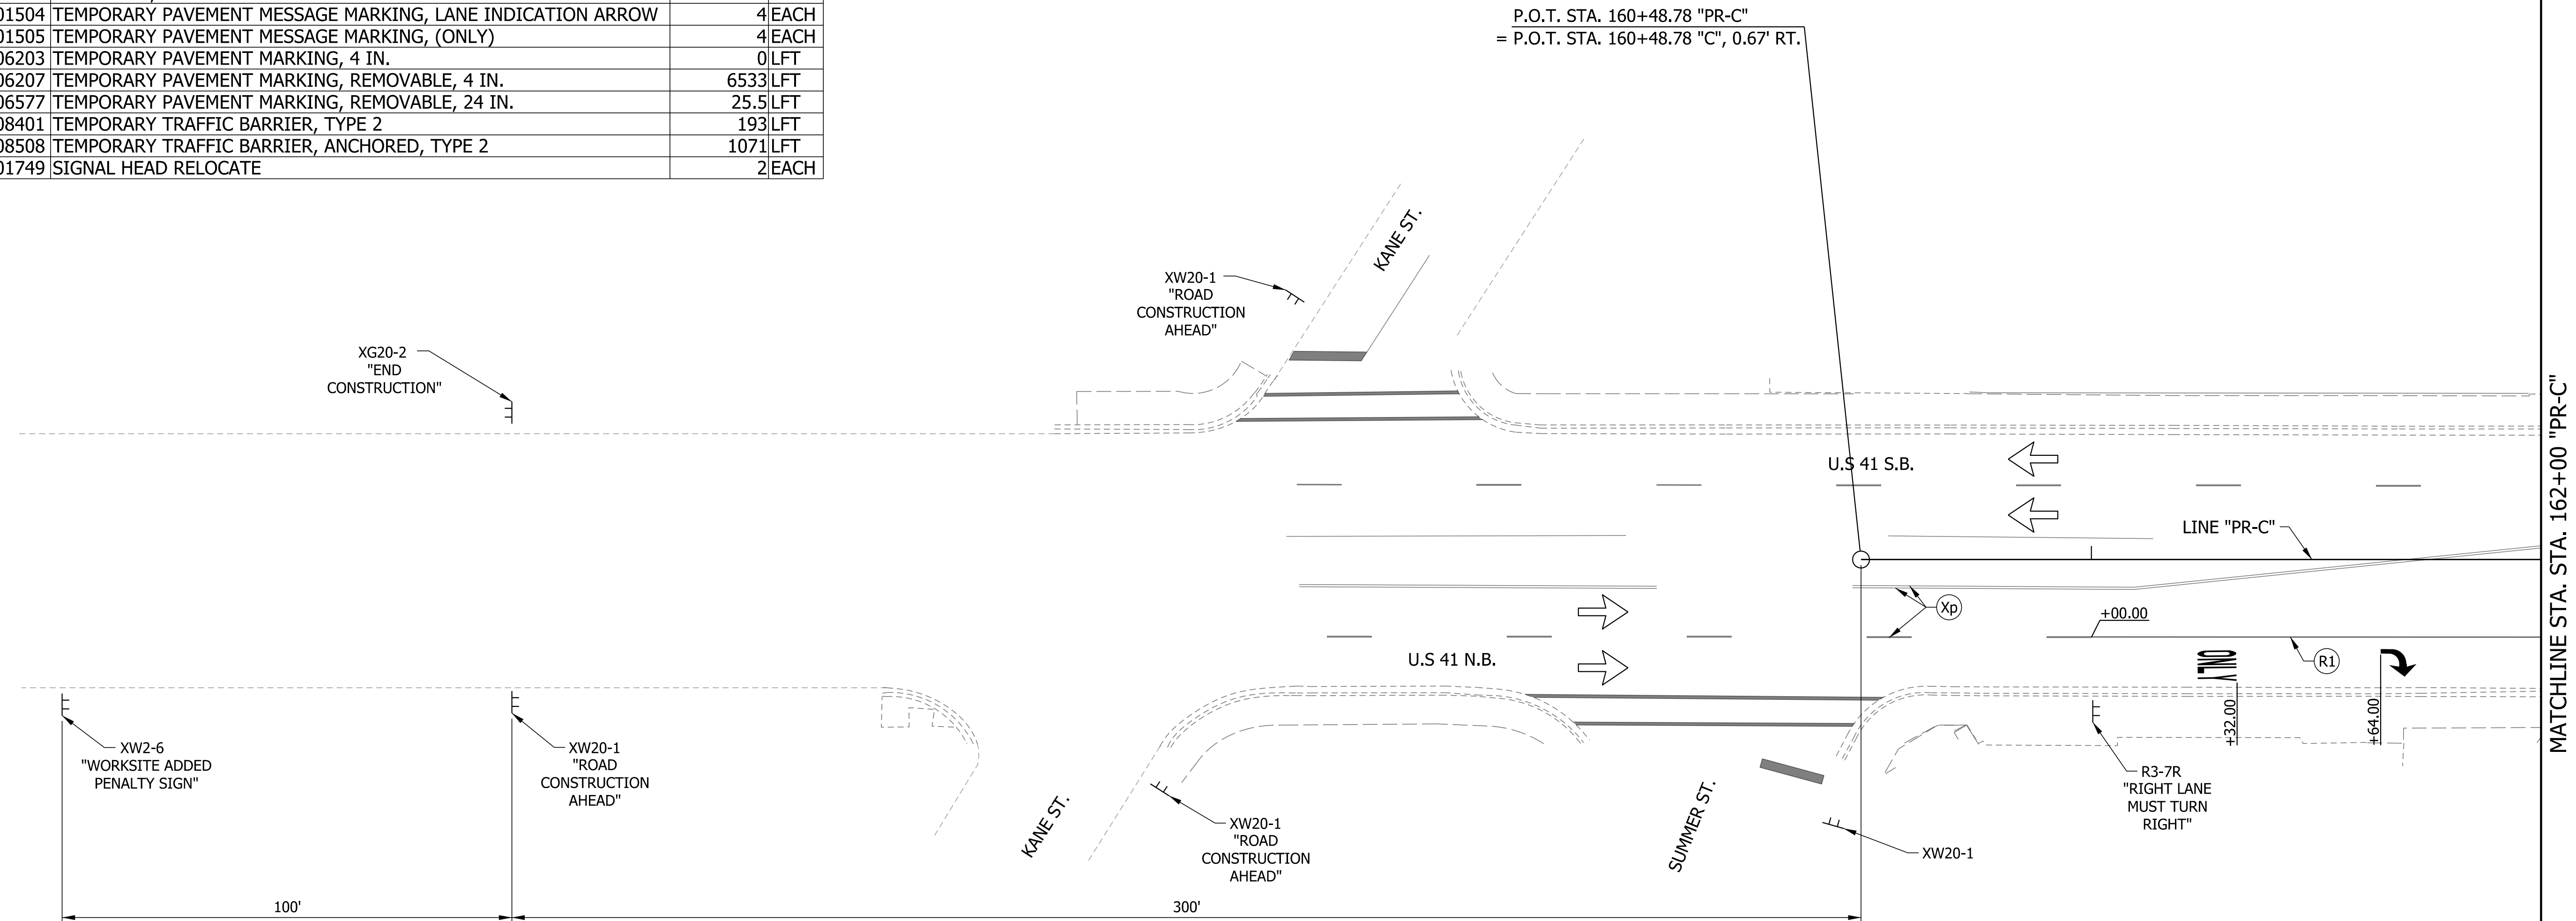 01504 TEMPORARY PAVEMENT MESSAGE MARKING, LANE INDICATION ARROW 4 EACH
01505 TEMPORARY PAVEMENT MESSAGE MARKING, (ONLY) 4 EACH
06203 TEMPORARY PAVEMENT MARKING, 4 IN. 0 LFT
06207 TEMPORARY PAVEMENT MARKING, REMOVABLE, 4 IN. 6533 LFT
06577 TEMPORARY PAVEMENT MARKING, REMOVABLE, 24 IN. 25.5 LFT
08401 TEMPORARY TRAFFIC BARRIER, TYPE 2 193 LFT
08508 TEMPORARY TRAFFIC BARRIER, ANCHORED, TYPE 2 1071 LFT
01749 SIGNAL HEAD RELOCATE 2 EACH
P.O.T. STA. 160+48.78 "PR-C"
= P.O.T. STA. 160+48.78 "C", 0.67' RT.
KANE ST.
XW20-1
"ROAD
CONSTRUCTION
AHEAD"
XG20-2
"END
CONSTRUCTION"
U.S 41 S.B.
LINE "PR-C"
MATCHLINE STA. STA. 162+00 "PR-C"
Xp
+00.00
U.S 41 N.B.
R1
ONLY
+32.00
+64.00
XW2-6
"WORKSITE ADDED
PENALTY SIGN"
XW20-1
"ROAD
CONSTRUCTION
AHEAD"
KANE ST.
XW20-1
"ROAD
CONSTRUCTION
AHEAD"
SUMMER ST.
XW20-1
R3-7R
"RIGHT LANE
MUST TURN
RIGHT"
100'
300'